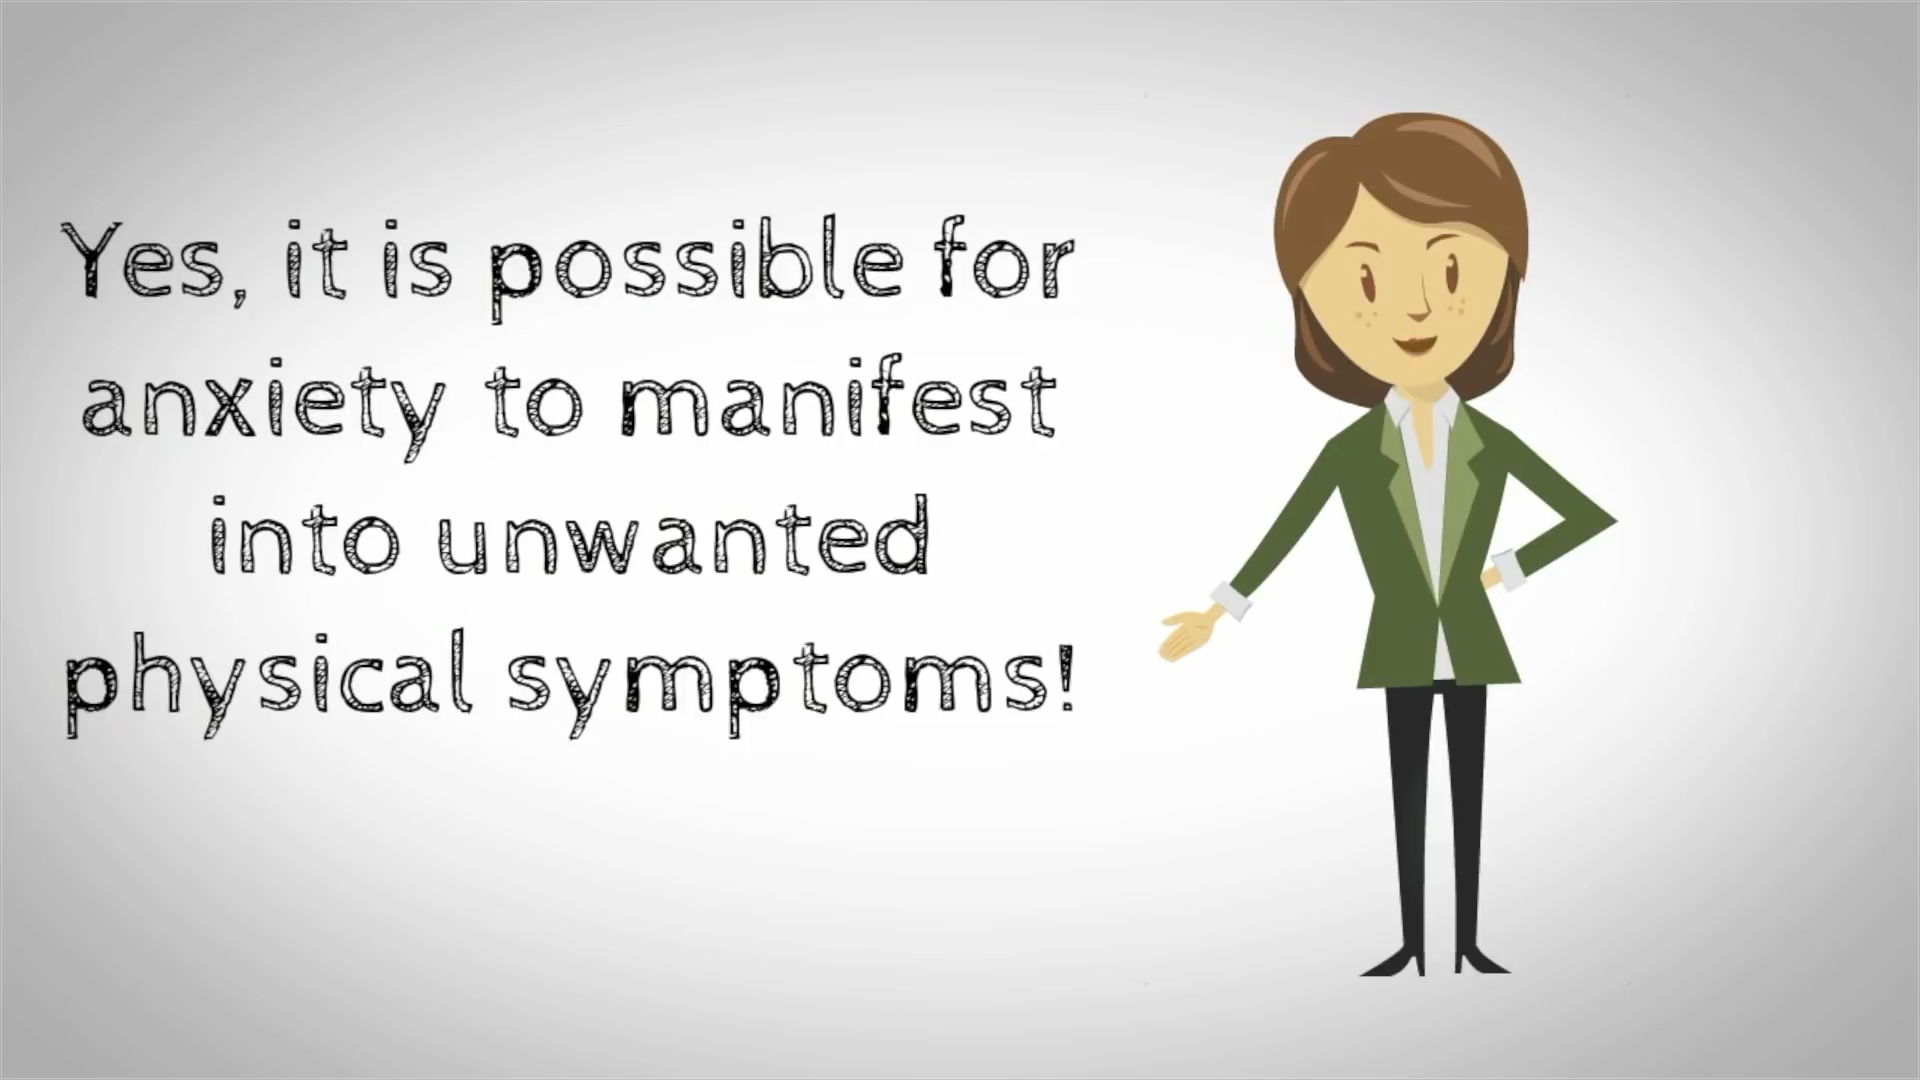 Yes, it is possible for
anxiety to manifest
into unwanted
physical symptoms!